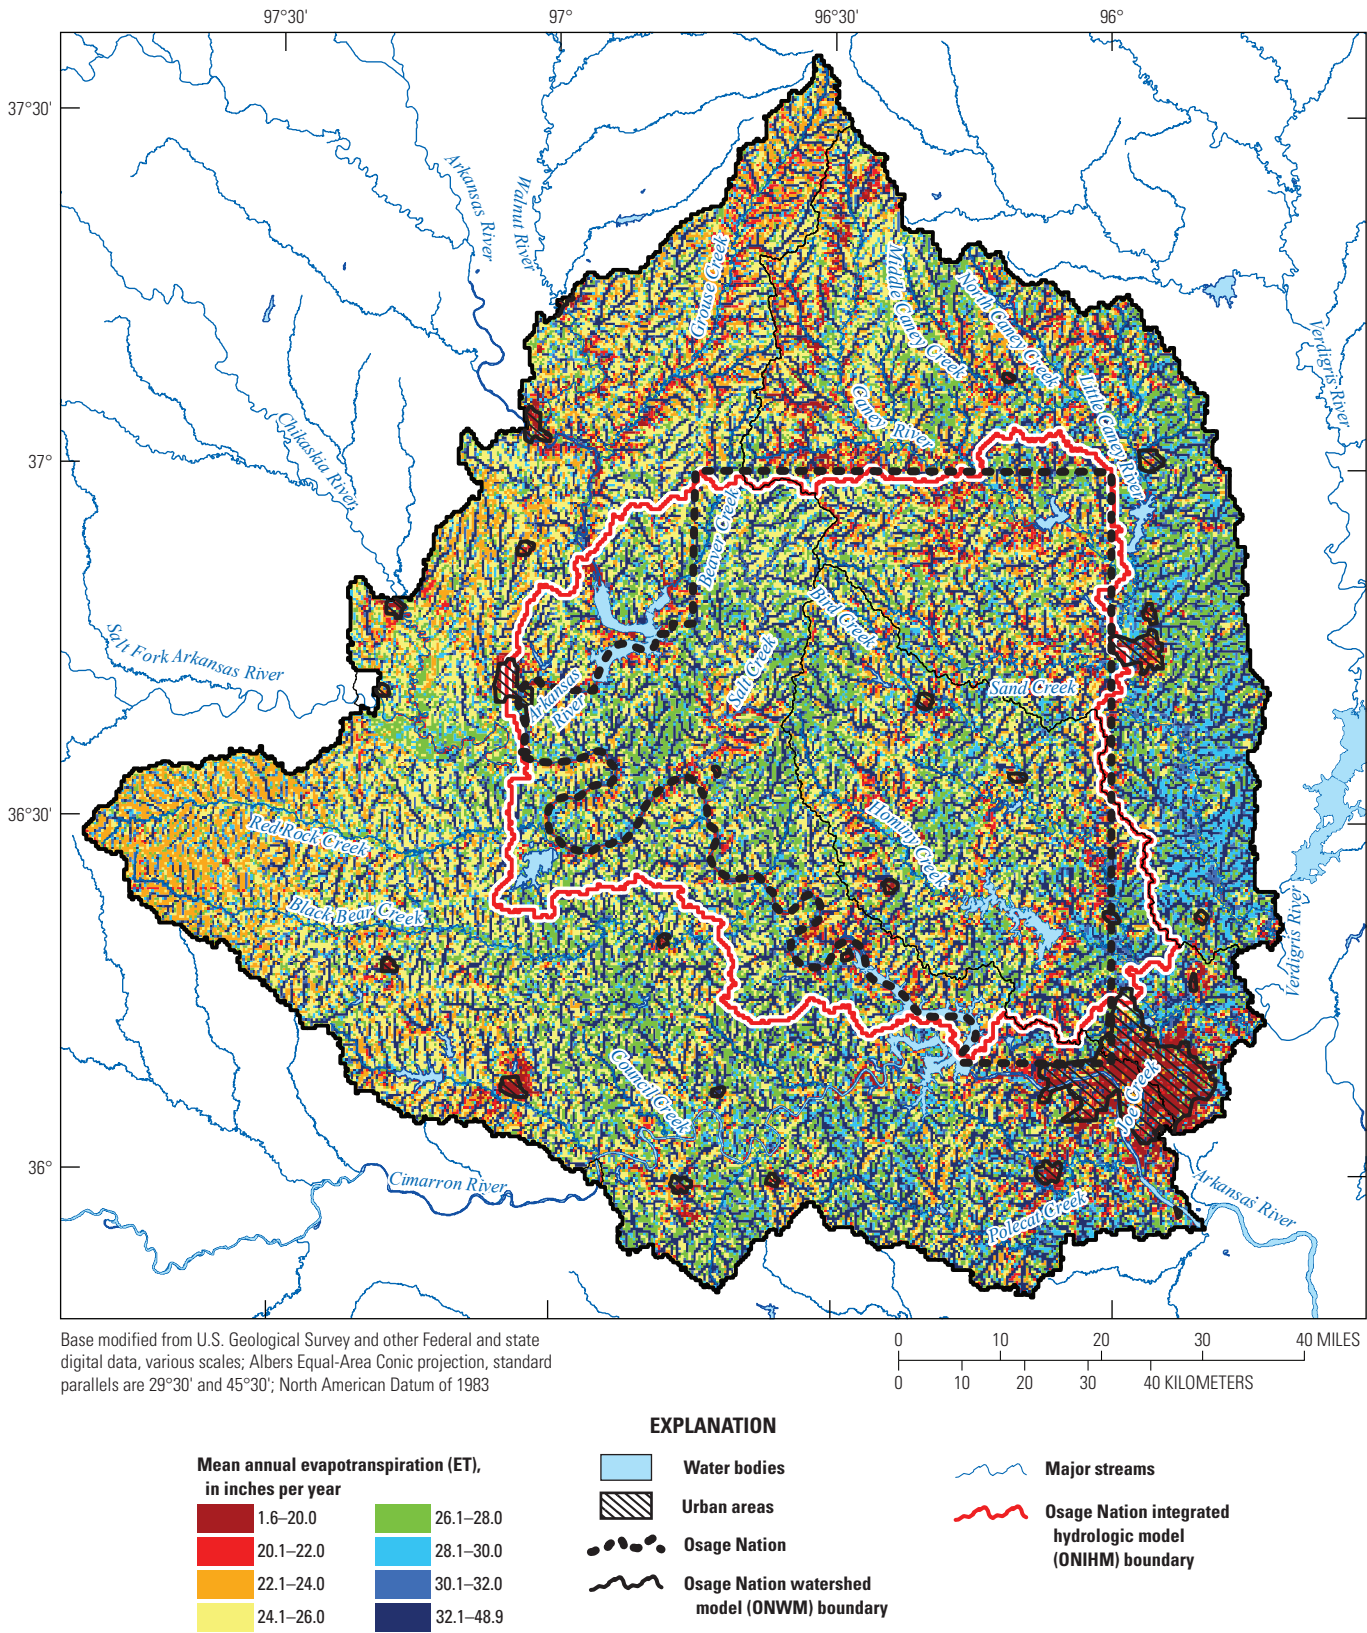 97°30'
97°
96°30'
96°
37°30'
37°
36°30'
36°
Arkansas River
Walnut River
Grouse Creek
Middle Caney Creek
North Caney Creek
Little Caney River
Verdigris River
Caney River
Chikaskia River
Beaver Creek
Bird Creek
Salt Fork Arkansas River
Arkansas
River
Salt Creek
Sand Creek
Red Rock Creek
Hominy Creek
Black Bear Creek
Verdigris River
Council Creek
Joe Creek
Cimarron River
Arkansas River
Polecat Creek
Base modified from U.S. Geological Survey and other Federal and state
digital data, various scales; Albers Equal-Area Conic projection, standard
parallels are 29°30' and 45°30'; North American Datum of 1983
0 10 20 30 40 MILES
0 10 20 30 40 KILOMETERS
EXPLANATION
Mean annual evapotranspiration (ET),
in inches per year
1.6–20.0
20.1–22.0
22.1–24.0
24.1–26.0
26.1–28.0
28.1–30.0
30.1–32.0
32.1–48.9
Water bodies
Urban areas
Osage Nation
Osage Nation watershed
model (ONWM) boundary
Major streams
Osage Nation integrated
hydrologic model
(ONIHM) boundary